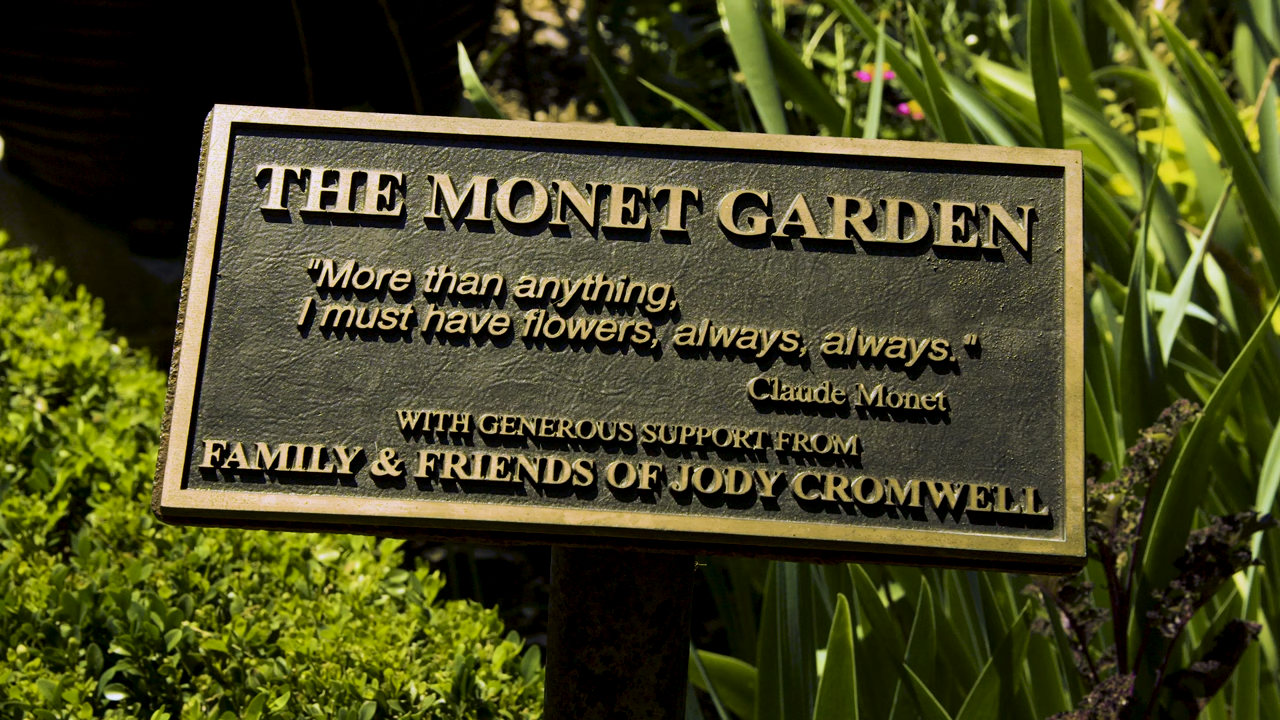 THE MONET GARDEN
"More than anything,
I must have flowers, always, always."
Claude Monet
WITH GENEROUS SUPPORT FROM
FAMILY & FRIENDS OF JODY CROMWELL